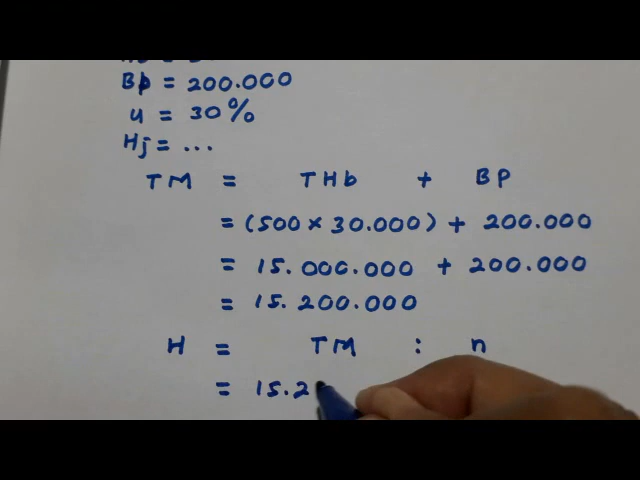 Bp = 200.000
u = 30%
Hj = ...
TM = THb + BP
= (500 × 30.000) + 200.000
= 15.000.000 + 200.000
= 15.200.000
H = TM : n
= 15.2